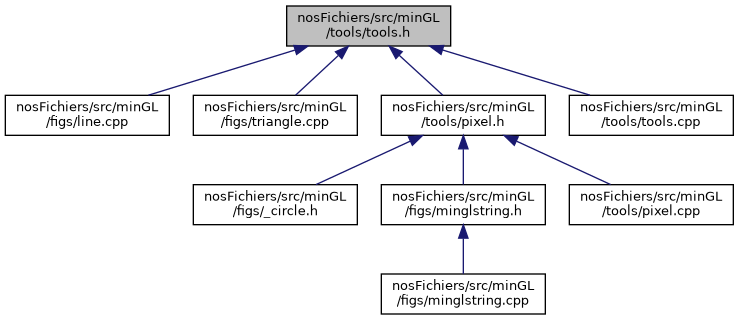 nosFichiers/src/minGL
/tools/tools.h
nosFichiers/src/minGL
/figs/line.cpp
nosFichiers/src/minGL
/figs/triangle.cpp
nosFichiers/src/minGL
/tools/pixel.h
nosFichiers/src/minGL
/tools/tools.cpp
nosFichiers/src/minGL
/figs/_circle.h
nosFichiers/src/minGL
/figs/minglstring.h
nosFichiers/src/minGL
/tools/pixel.cpp
nosFichiers/src/minGL
/figs/minglstring.cpp